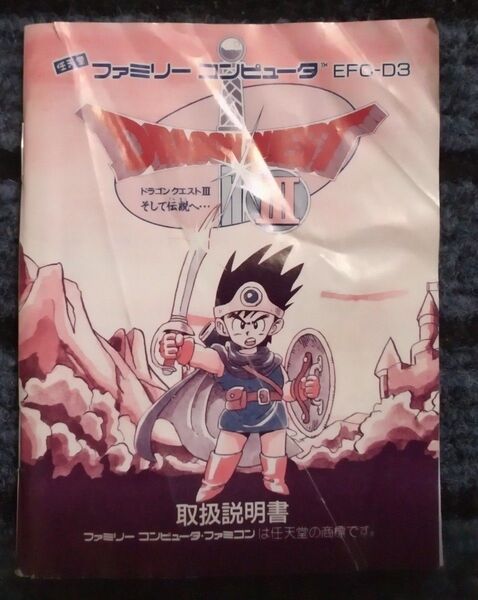 任天堂 ファミリー コンピュータ™ EFC-D3
DRAGON QUEST
III
ドラゴンクエストIII
そして伝説へ…
取扱説明書
ファミリー コンピュータ・ファミコン は任天堂の商標です。